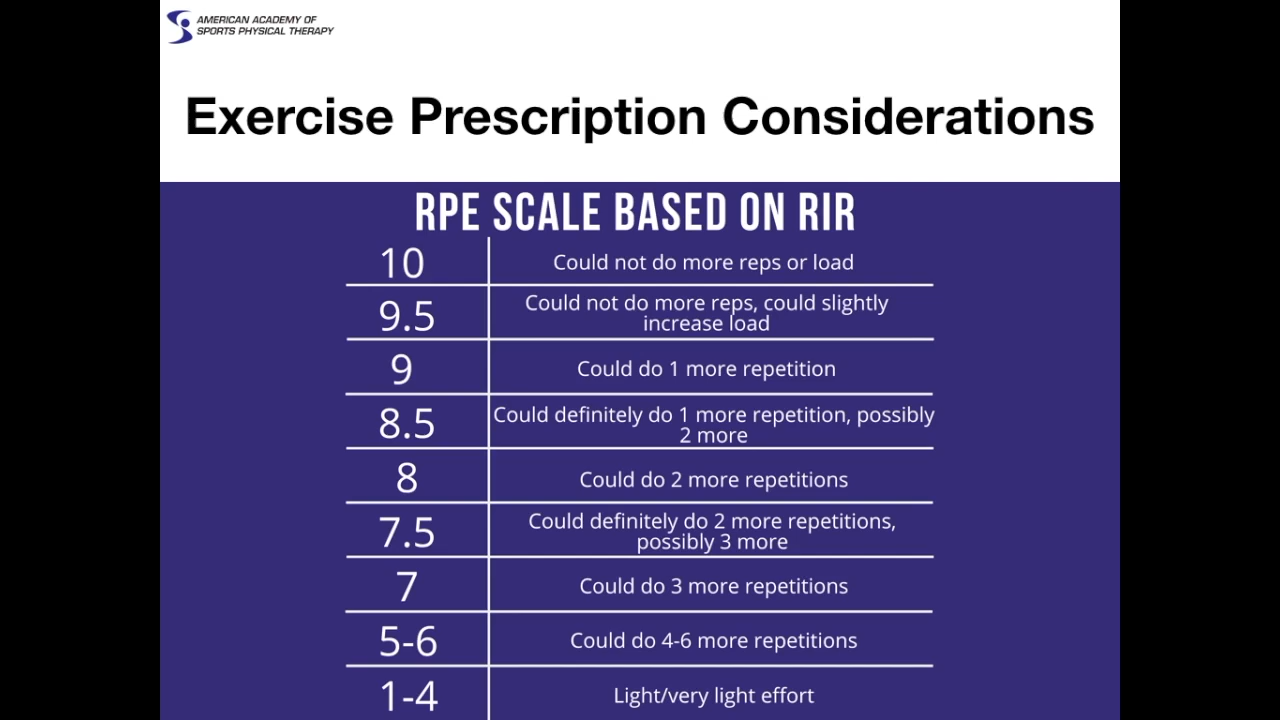 AMERICAN ACADEMY OF
SPORTS PHYSICAL THERAPY
Exercise Prescription Considerations
RPE SCALE BASED ON RIR
10 Could not do more reps or load
9.5 Could not do more reps, could slightly
increase load
9 Could do 1 more repetition
8.5 Could definitely do 1 more repetition, possibly
2 more
8 Could do 2 more repetitions
7.5 Could definitely do 2 more repetitions,
possibly 3 more
7 Could do 3 more repetitions
5-6 Could do 4-6 more repetitions
1-4 Light/very light effort